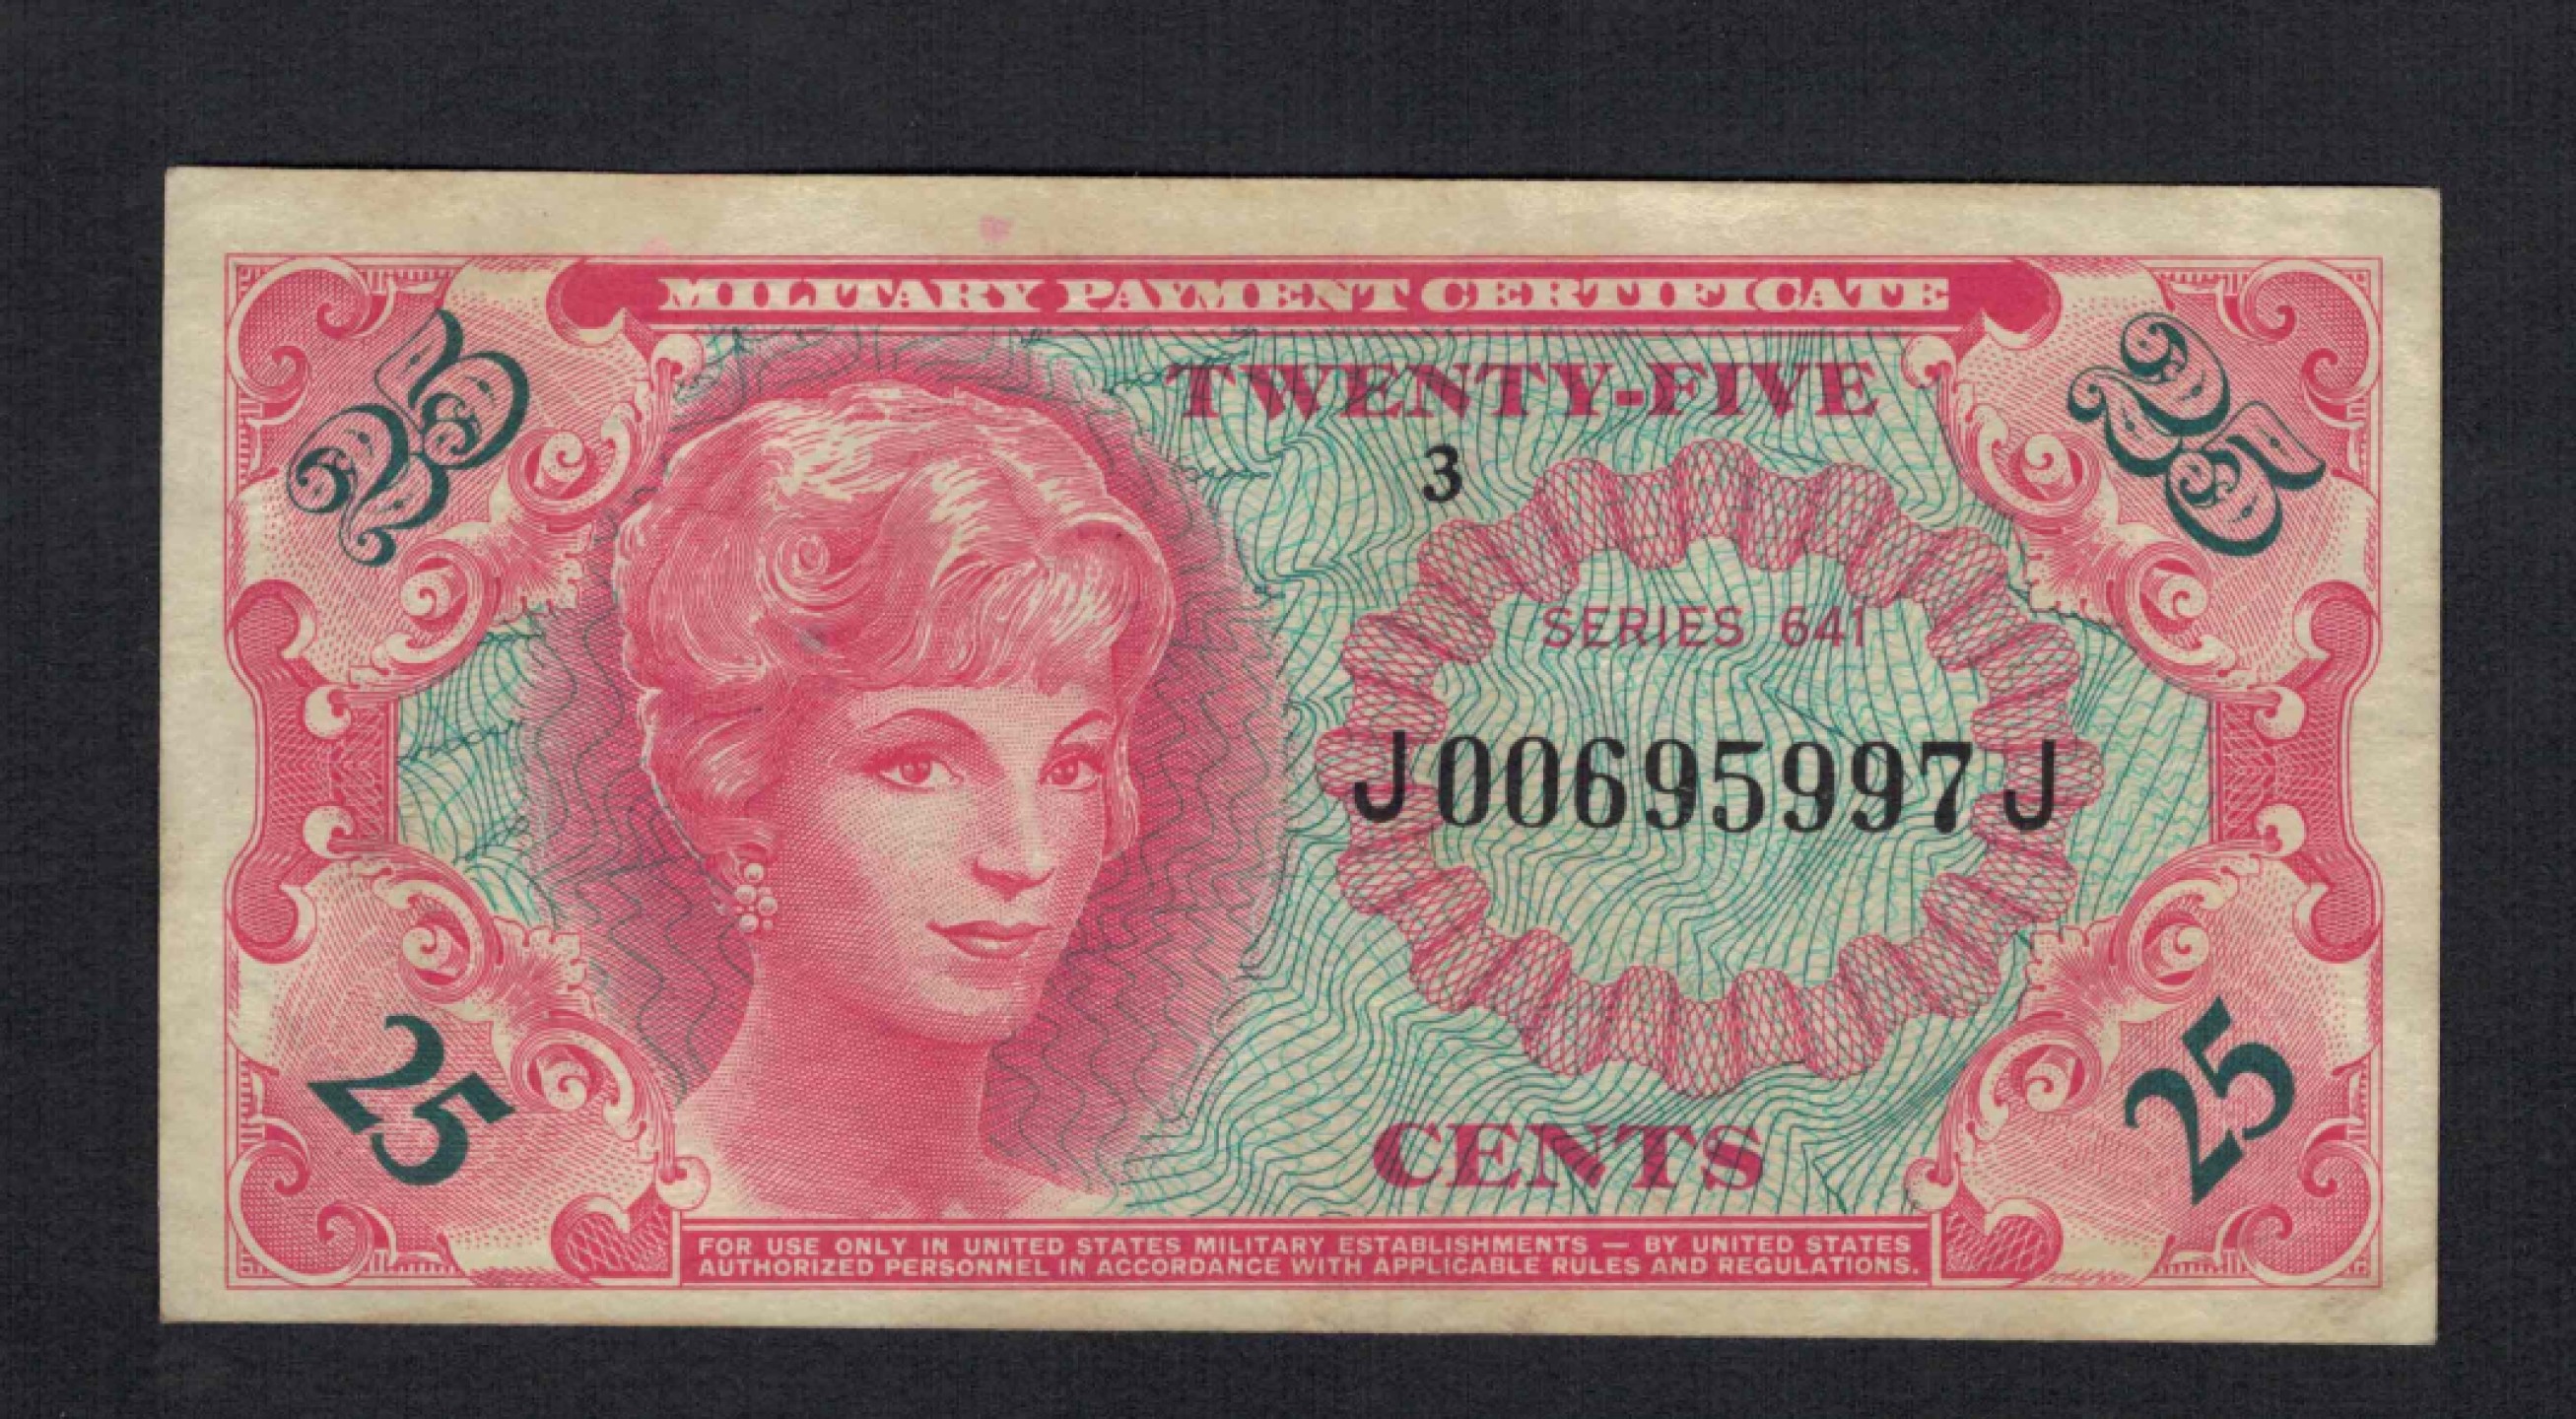 MILITARY PAYMENT CERTIFICATE
25
TWENTY-FIVE
25
3
SERIES 641
J00695997J
CENTS
25
25
FOR USE ONLY IN UNITED STATES MILITARY ESTABLISHMENTS — BY UNITED STATES
AUTHORIZED PERSONNEL IN ACCORDANCE WITH APPLICABLE RULES AND REGULATIONS.